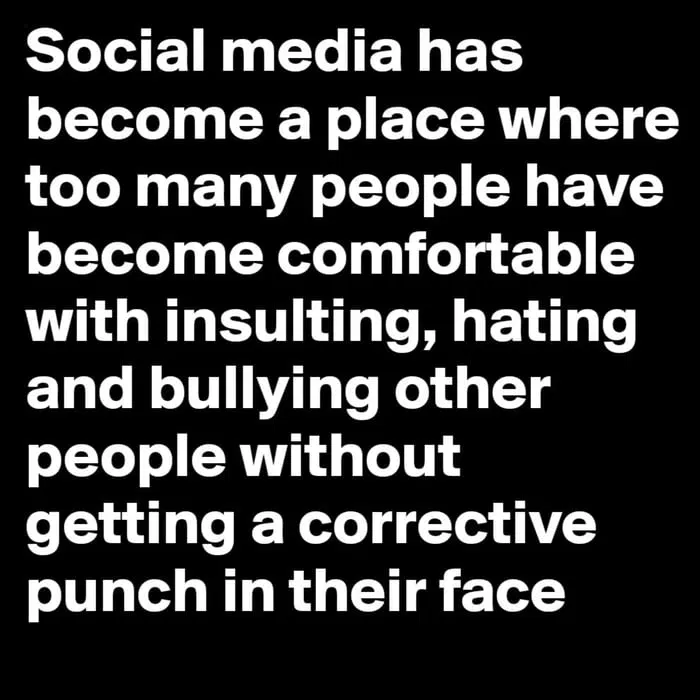 Social media has
become a place where
too many people have
become comfortable
with insulting, hating
and bullying other
people without
getting a corrective
punch in their face